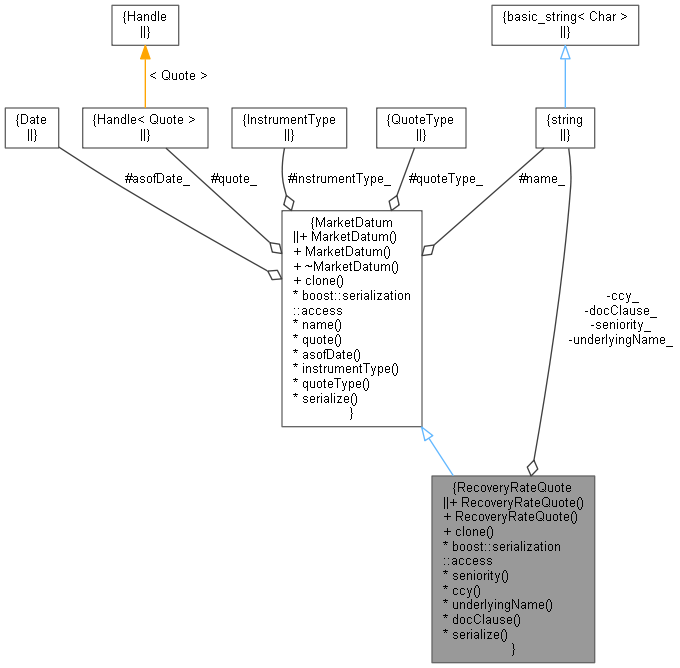 {Handle
||}
{basic_string< Char >
||}
< Quote >
{Date
||}
{Handle< Quote >
||}
{InstrumentType
||}
{QuoteType
||}
{string
||}
#asofDate_
#quote_
#instrumentType_
#quoteType_
#name_
{MarketDatum
||+ MarketDatum()
+ MarketDatum()
+ ~MarketDatum()
+ clone()
* boost::serialization
::access
* name()
* quote()
* asofDate()
* instrumentType()
* quoteType()
* serialize()
}
-ccy_
-docClause_
-seniority_
-underlyingName_
{RecoveryRateQuote
||+ RecoveryRateQuote()
+ RecoveryRateQuote()
+ clone()
* boost::serialization
::access
* seniority()
* ccy()
* underlyingName()
* docClause()
* serialize()
}